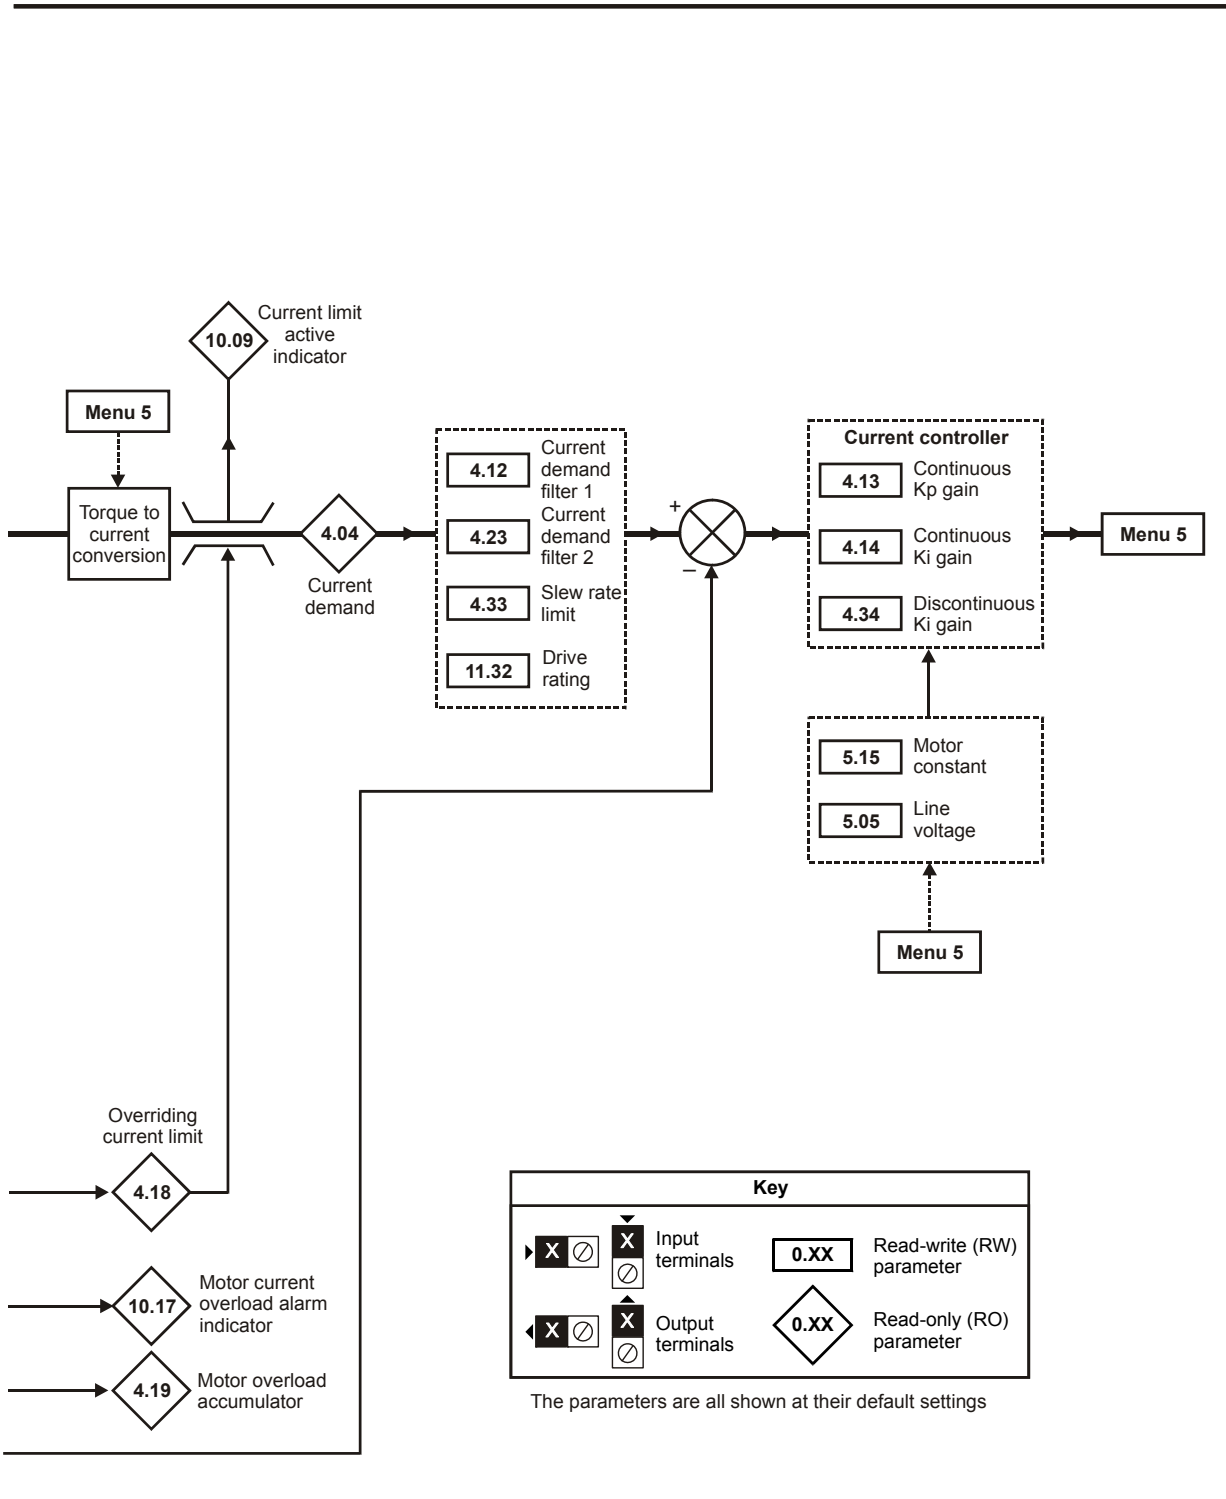 10.09
Current limit
active
indicator
Menu 5
Torque to
current
conversion
4.04
Current
demand
4.12
Current
demand
filter 1
4.23
Current
demand
filter 2
4.33
Slew rate
limit
11.32
Drive
rating
+
–
Current controller
4.13
Continuous
Kp gain
4.14
Continuous
Ki gain
4.34
Discontinuous
Ki gain
Menu 5
5.15
Motor
constant
5.05
Line
voltage
Menu 5
Overriding
current limit
4.18
10.17
Motor current
overload alarm
indicator
4.19
Motor overload
accumulator
Key
X
X
Input
terminals
0.XX
Read-write (RW)
parameter
X
X
Output
terminals
0.XX
Read-only (RO)
parameter
The parameters are all shown at their default settings